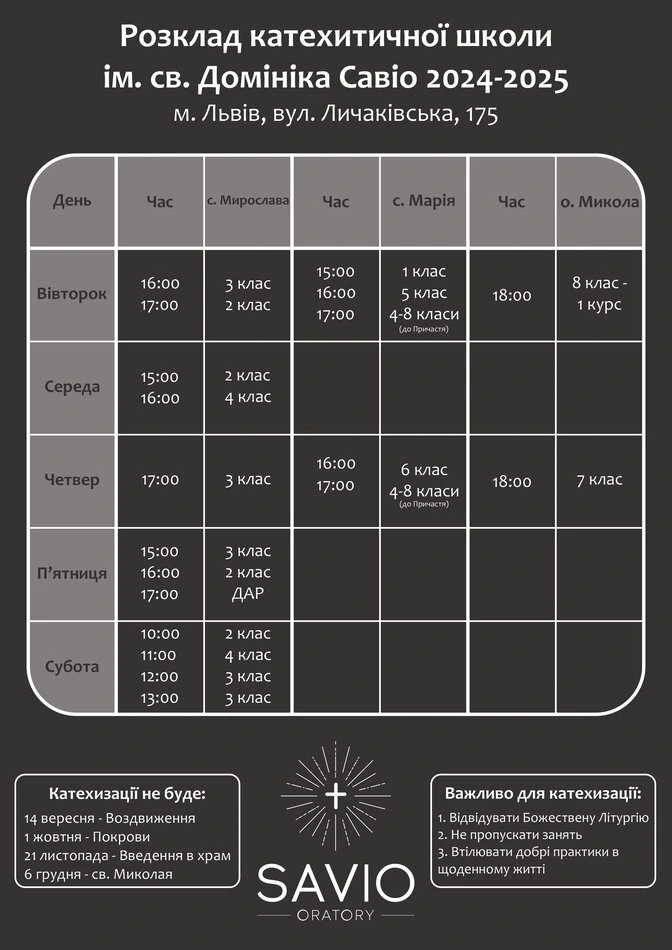 Розклад катехитичної школи
ім. св. Домініка Савіо 2024-2025
м. Львів, вул. Личаківська, 175
День Час с. Мирослава Час с. Марія Час о. Микола
Вівторок
16:00 3 клас
17:00 2 клас
15:00 1 клас
16:00 5 клас
17:00 4-8 класи
(до Причастя)
18:00
8 клас -
1 курс
Середа
15:00 2 клас
16:00 4 клас
Четвер
17:00 3 клас
16:00 6 клас
17:00 4-8 класи
(до Причастя)
18:00 7 клас
П'ятниця
15:00 3 клас
16:00 2 клас
17:00 ДАР
Субота
10:00 2 клас
11:00 4 клас
12:00 3 клас
13:00 3 клас
Катехизації не буде:
14 вересня - Воздвиження
1 жовтня - Покрови
21 листопада - Введення в храм
6 грудня - св. Миколая
SAVIO
ORATORY
Важливо для катехизації:
1. Відвідувати Божествену Літургію
2. Не пропускати занять
3. Втілювати добрі практики в
щоденному житті